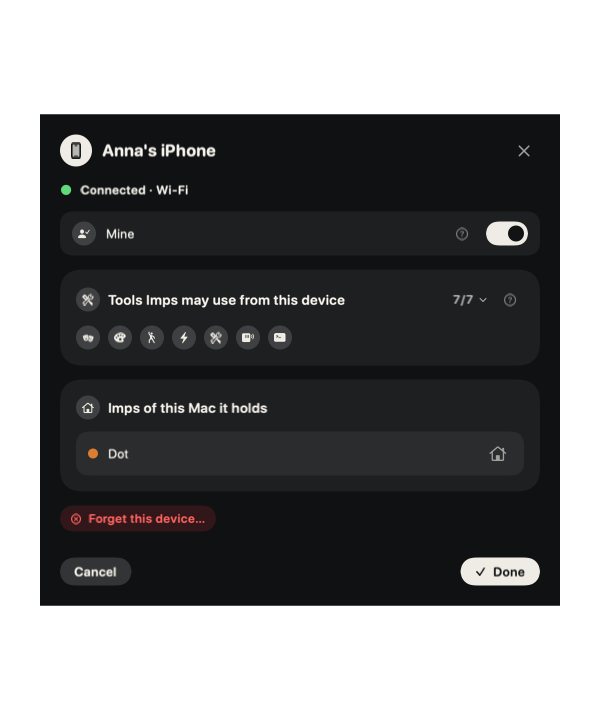 Anna's iPhone
Connected · Wi-Fi
Mine
Tools Imps may use from this device 7/7
Imps of this Mac it holds
Dot
Forget this device...
Cancel Done